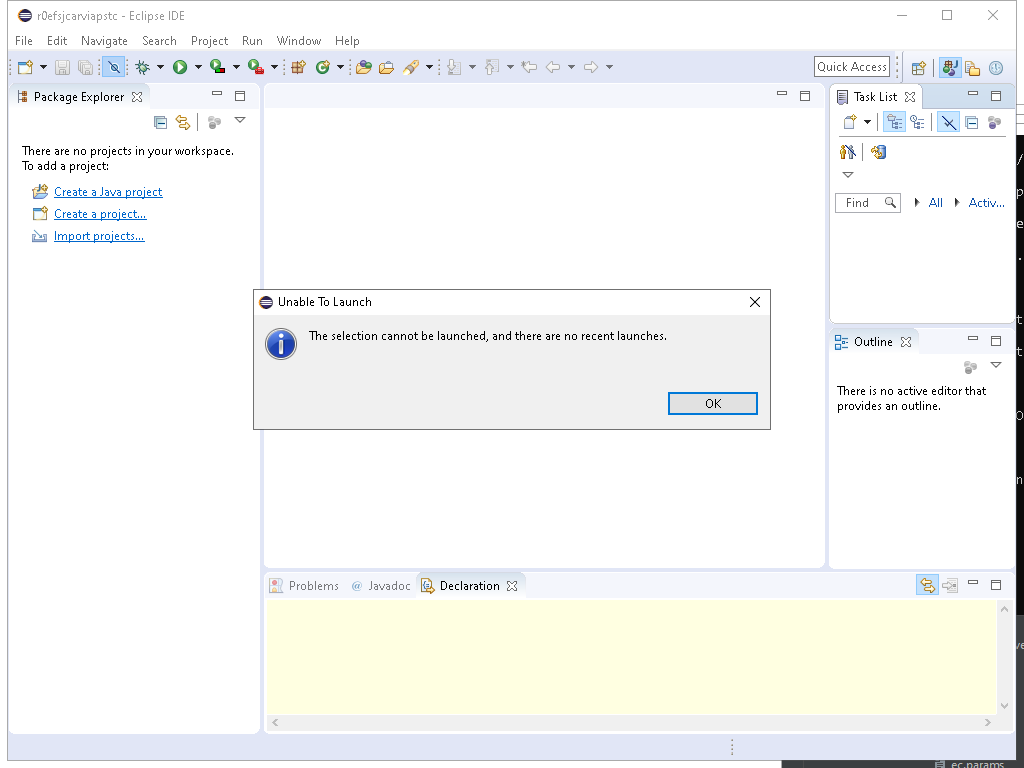 r0efsjcarviapstc - Eclipse IDE
File Edit Navigate Search Project Run Window Help
Quick Access
Package Explorer
Task List
There are no projects in your workspace.
To add a project:
Create a Java project
Create a project...
Import projects...
Find
All
Activ...
Unable To Launch
The selection cannot be launched, and there are no recent launches.
OK
Outline
There is no active editor that
provides an outline.
Problems @ Javadoc Declaration
ec.params